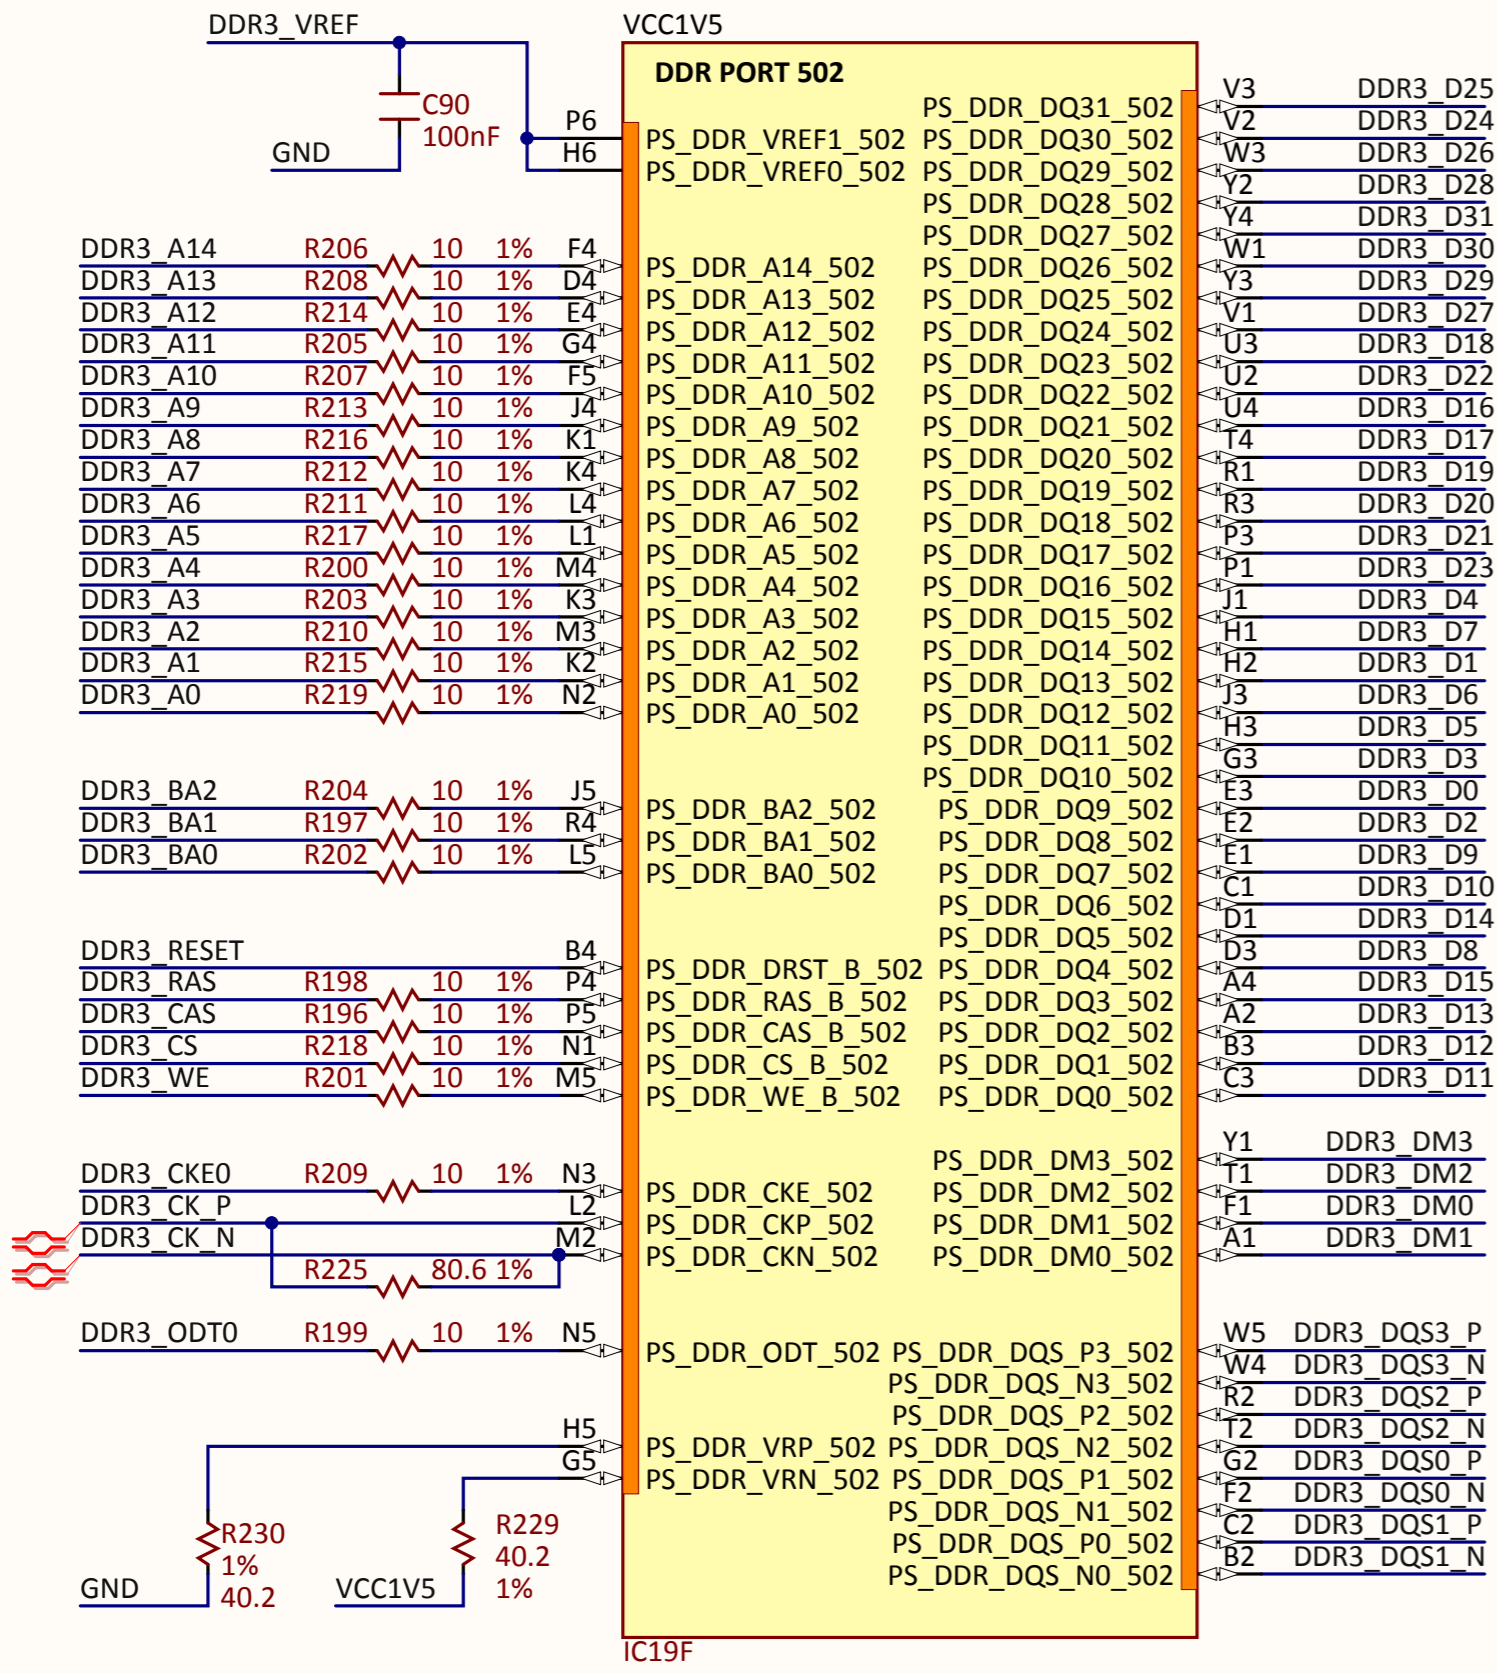 DDR3_VREF VCC1V5
DDR PORT 502
C90
100nF
GND
P6 PS_DDR_VREF1_502
H6 PS_DDR_VREF0_502
DDR3_A14 R206 10 1% F4 PS_DDR_A14_502
DDR3_A13 R208 10 1% D4 PS_DDR_A13_502
DDR3_A12 R214 10 1% E4 PS_DDR_A12_502
DDR3_A11 R205 10 1% G4 PS_DDR_A11_502
DDR3_A10 R207 10 1% F5 PS_DDR_A10_502
DDR3_A9 R213 10 1% J4 PS_DDR_A9_502
DDR3_A8 R216 10 1% K1 PS_DDR_A8_502
DDR3_A7 R212 10 1% K4 PS_DDR_A7_502
DDR3_A6 R211 10 1% L4 PS_DDR_A6_502
DDR3_A5 R217 10 1% L1 PS_DDR_A5_502
DDR3_A4 R200 10 1% M4 PS_DDR_A4_502
DDR3_A3 R203 10 1% K3 PS_DDR_A3_502
DDR3_A2 R210 10 1% M3 PS_DDR_A2_502
DDR3_A1 R215 10 1% K2 PS_DDR_A1_502
DDR3_A0 R219 10 1% N2 PS_DDR_A0_502
DDR3_BA2 R204 10 1% J5 PS_DDR_BA2_502
DDR3_BA1 R197 10 1% R4 PS_DDR_BA1_502
DDR3_BA0 R202 10 1% L5 PS_DDR_BA0_502
DDR3_RESET B4 PS_DDR_DRST_B_502
DDR3_RAS R198 10 1% P4 PS_DDR_RAS_B_502
DDR3_CAS R196 10 1% P5 PS_DDR_CAS_B_502
DDR3_CS R218 10 1% N1 PS_DDR_CS_B_502
DDR3_WE R201 10 1% M5 PS_DDR_WE_B_502
DDR3_CKE0 R209 10 1% N3 PS_DDR_CKE_502
DDR3_CK_P L2 PS_DDR_CKP_502
DDR3_CK_N M2 PS_DDR_CKN_502
R225 80.6 1%
DDR3_ODT0 R199 10 1% N5 PS_DDR_ODT_502
H5 PS_DDR_VRP_502
G5 PS_DDR_VRN_502
R230
1%
40.2
GND
R229
40.2
1%
VCC1V5
PS_DDR_DQ31_502 V3 DDR3_D25
PS_DDR_DQ30_502 V2 DDR3_D24
PS_DDR_DQ29_502 W3 DDR3_D26
PS_DDR_DQ28_502 Y2 DDR3_D28
PS_DDR_DQ27_502 Y4 DDR3_D31
PS_DDR_DQ26_502 W1 DDR3_D30
PS_DDR_DQ25_502 Y3 DDR3_D29
PS_DDR_DQ24_502 V1 DDR3_D27
PS_DDR_DQ23_502 U3 DDR3_D18
PS_DDR_DQ22_502 U2 DDR3_D22
PS_DDR_DQ21_502 U4 DDR3_D16
PS_DDR_DQ20_502 T4 DDR3_D17
PS_DDR_DQ19_502 R1 DDR3_D19
PS_DDR_DQ18_502 R3 DDR3_D20
PS_DDR_DQ17_502 P3 DDR3_D21
PS_DDR_DQ16_502 P1 DDR3_D23
PS_DDR_DQ15_502 J1 DDR3_D4
PS_DDR_DQ14_502 H1 DDR3_D7
PS_DDR_DQ13_502 H2 DDR3_D1
PS_DDR_DQ12_502 J3 DDR3_D6
PS_DDR_DQ11_502 H3 DDR3_D5
PS_DDR_DQ10_502 G3 DDR3_D3
PS_DDR_DQ9_502 E3 DDR3_D0
PS_DDR_DQ8_502 E2 DDR3_D2
PS_DDR_DQ7_502 E1 DDR3_D9
PS_DDR_DQ6_502 C1 DDR3_D10
PS_DDR_DQ5_502 D1 DDR3_D14
PS_DDR_DQ4_502 D3 DDR3_D8
PS_DDR_DQ3_502 A4 DDR3_D15
PS_DDR_DQ2_502 A2 DDR3_D13
PS_DDR_DQ1_502 B3 DDR3_D12
PS_DDR_DQ0_502 C3 DDR3_D11
PS_DDR_DM3_502 Y1 DDR3_DM3
PS_DDR_DM2_502 T1 DDR3_DM2
PS_DDR_DM1_502 F1 DDR3_DM0
PS_DDR_DM0_502 A1 DDR3_DM1
PS_DDR_DQS_P3_502 W5 DDR3_DQS3_P
PS_DDR_DQS_N3_502 W4 DDR3_DQS3_N
PS_DDR_DQS_P2_502 R2 DDR3_DQS2_P
PS_DDR_DQS_N2_502 T2 DDR3_DQS2_N
PS_DDR_DQS_P1_502 G2 DDR3_DQS0_P
PS_DDR_DQS_N1_502 F2 DDR3_DQS0_N
PS_DDR_DQS_P0_502 C2 DDR3_DQS1_P
PS_DDR_DQS_N0_502 B2 DDR3_DQS1_N
IC19F